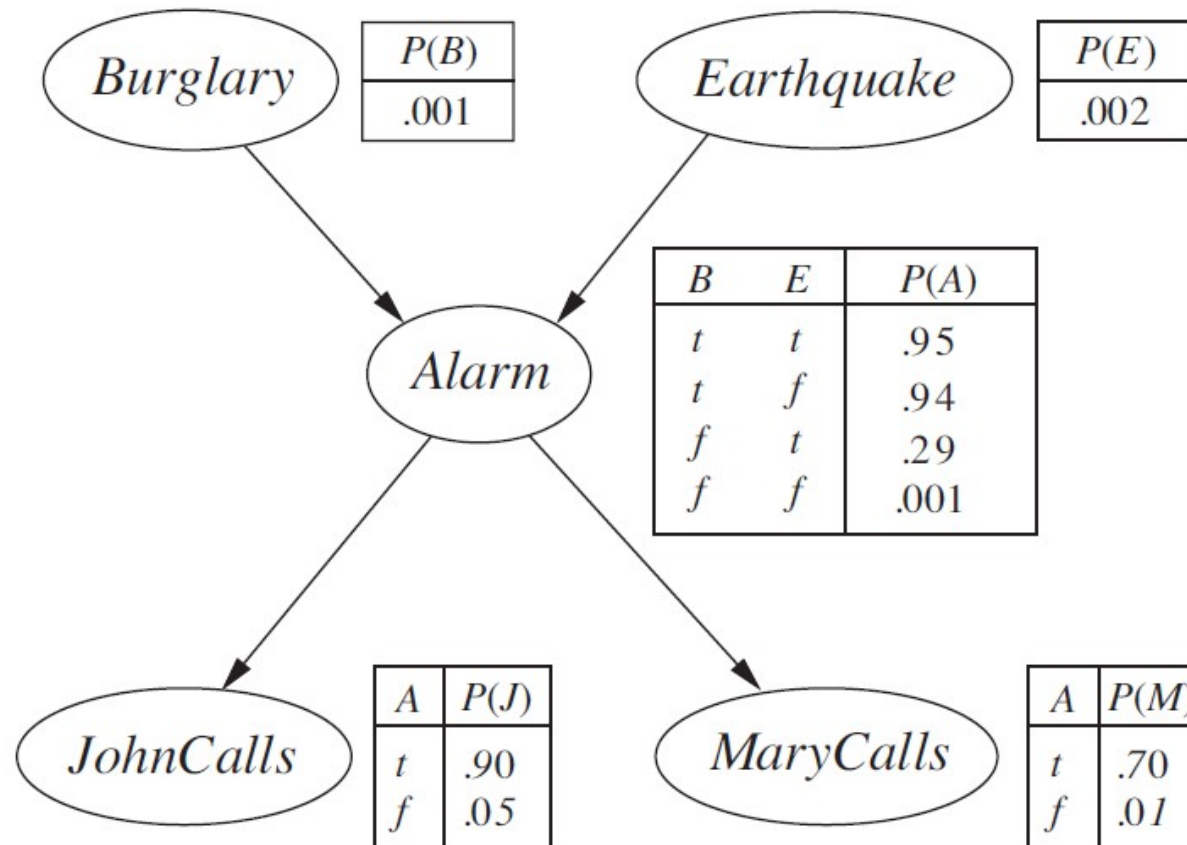 Burglary
P(B)
.001
Earthquake
P(E)
.002
B E P(A)
t t .95
t f .94
f t .29
f f .001
Alarm
JohnCalls
A P(J)
t .90
f .05
MaryCalls
A P(M)
t .70
f .01